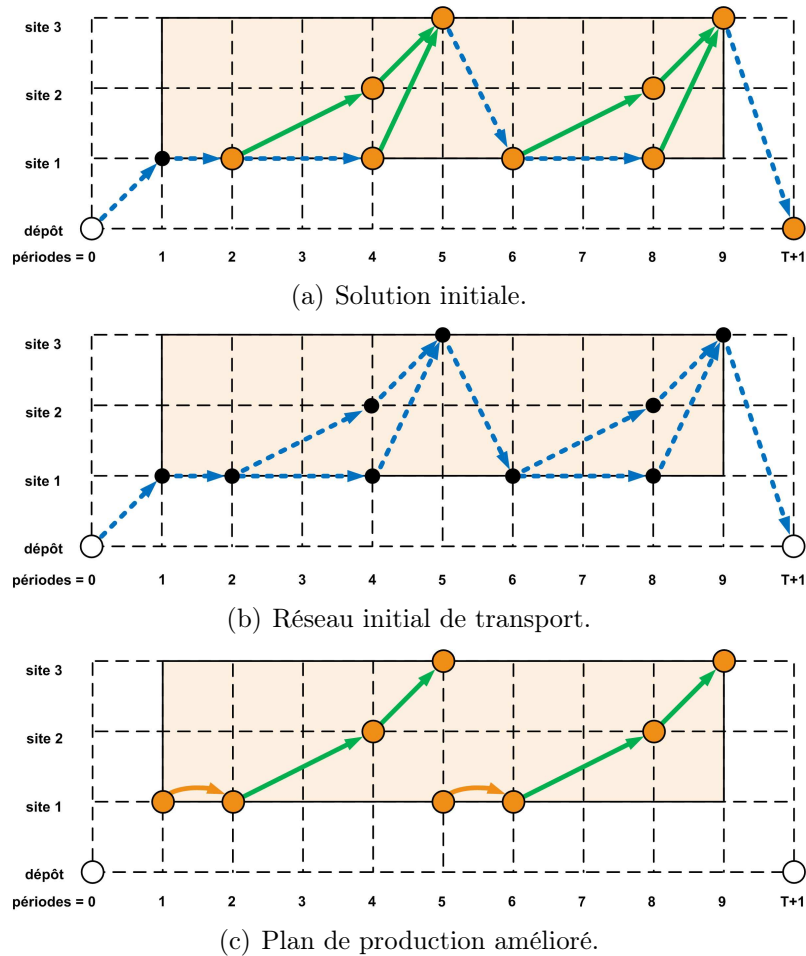 site 3
site 2
site 1
dépôt
périodes = 0 1 2 3 4 5 6 7 8 9 T+1
(a) Solution initiale.
site 3
site 2
site 1
dépôt
périodes = 0 1 2 3 4 5 6 7 8 9 T+1
(b) Réseau initial de transport.
site 3
site 2
site 1
dépôt
périodes = 0 1 2 3 4 5 6 7 8 9 T+1
(c) Plan de production amélioré.